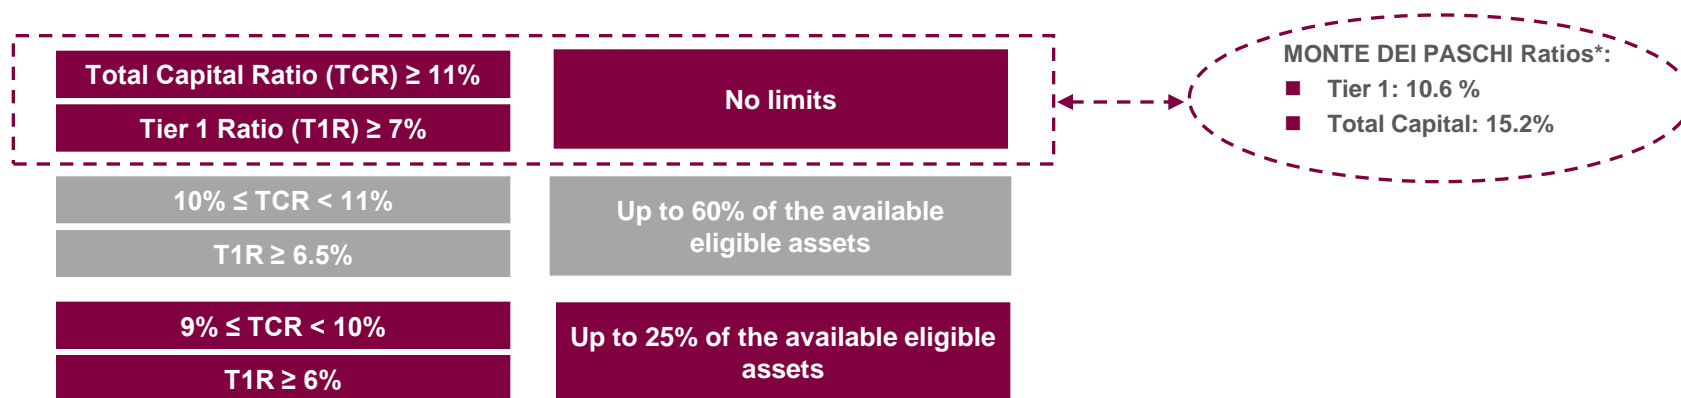 Total Capital Ratio (TCR) ≥ 11%
Tier 1 Ratio (T1R) ≥ 7%
No limits
MONTE DEI PASCHI Ratios*:
Tier 1: 10.6 %
Total Capital: 15.2%
10% ≤ TCR < 11%
T1R ≥ 6.5%
Up to 60% of the available
eligible assets
9% ≤ TCR < 10%
T1R ≥ 6%
Up to 25% of the available eligible
assets